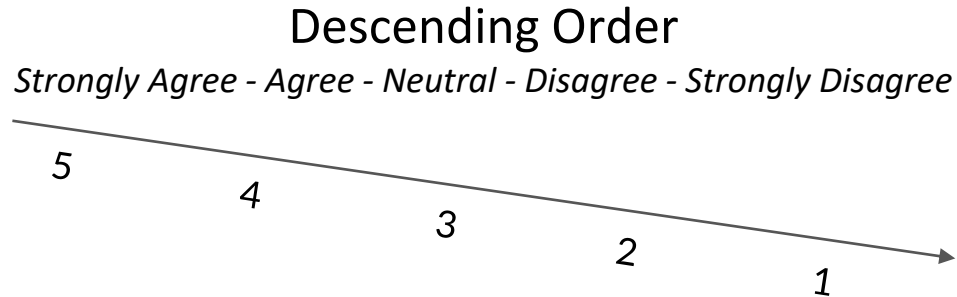 Descending Order
Strongly Agree - Agree - Neutral - Disagree - Strongly Disagree
5
4
3
2
1